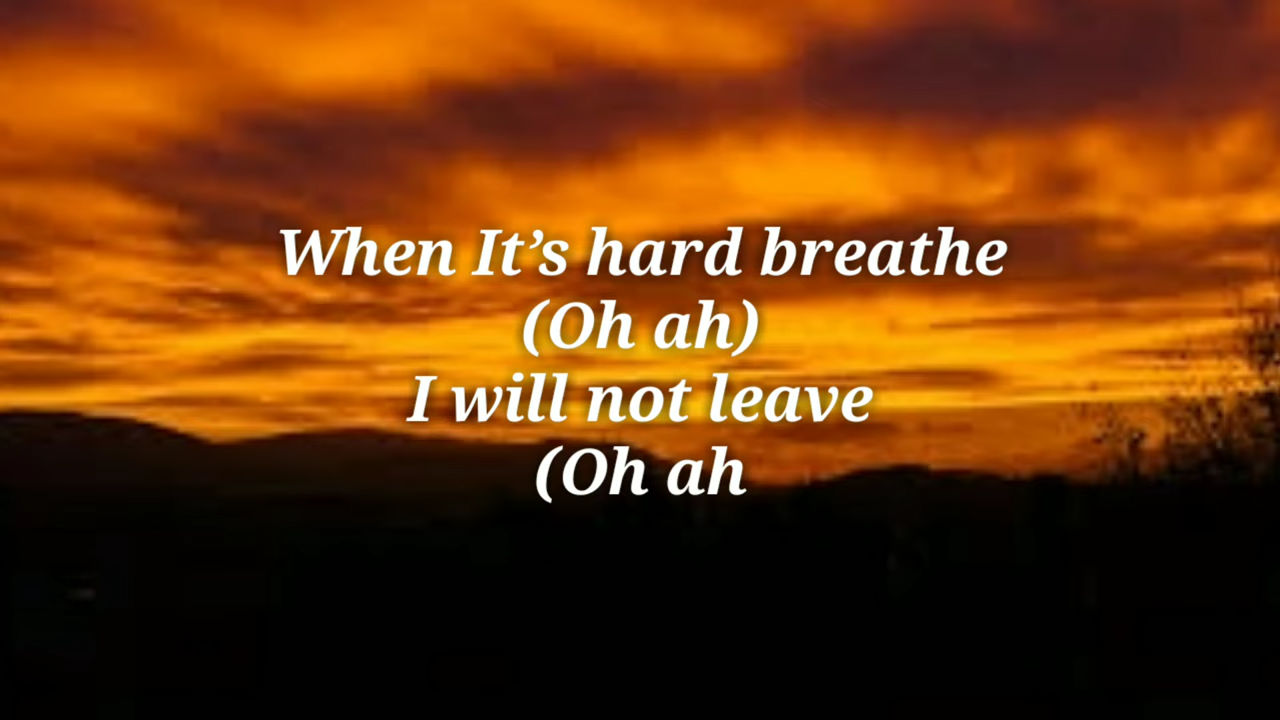 When It’s hard breathe
(Oh ah)
I will not leave
(Oh ah